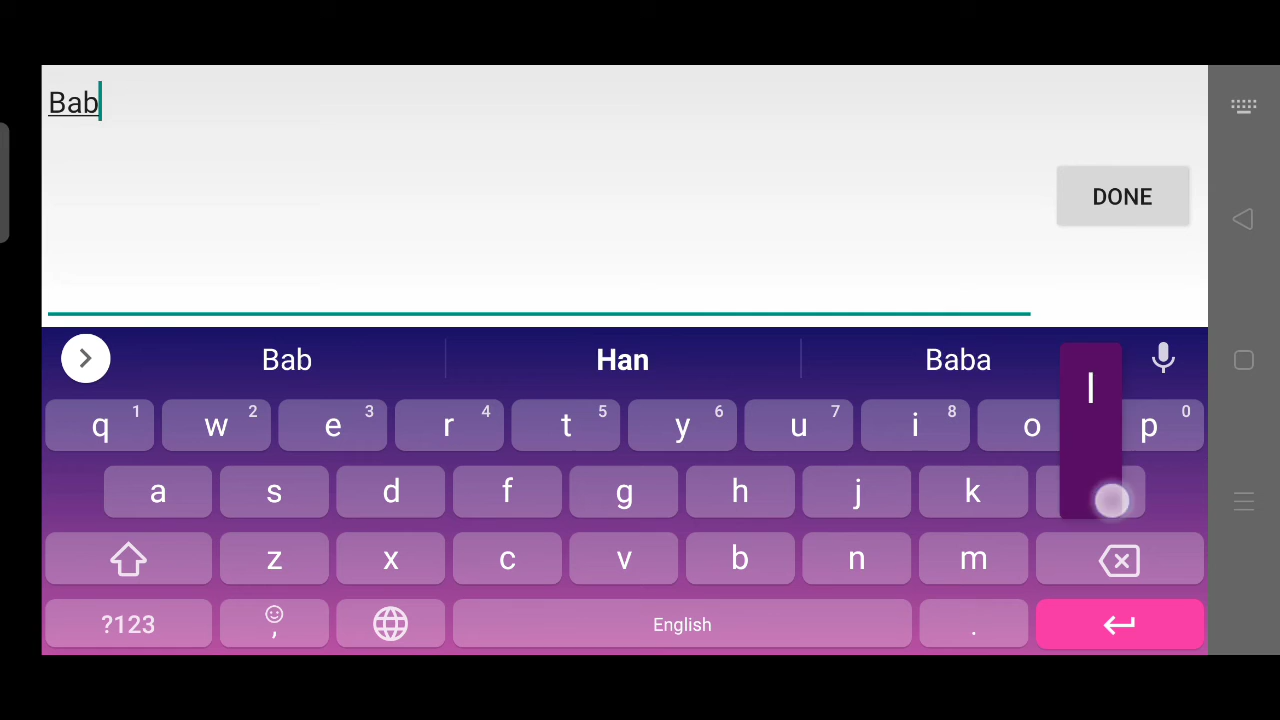 Bab
DONE
Bab Han Baba
l
q 1 w 2 e 3 r 4 t 5 y 6 u 7 i 8 o p 0
a s d f g h j k
z x c v b n m
?123 , English .